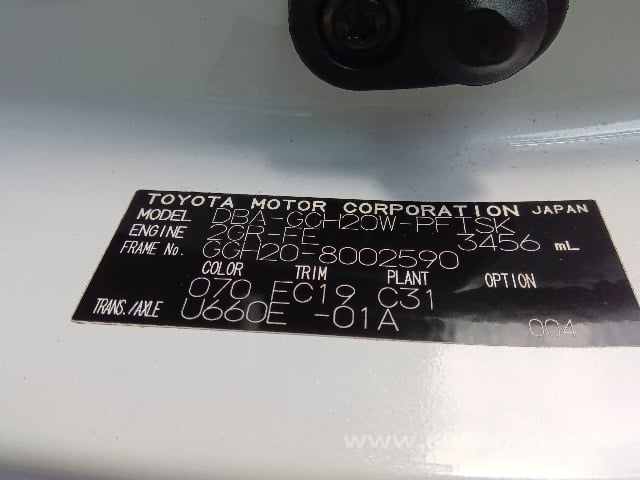 TOYOTA MOTOR CORPORATION JAPAN
MODEL DBA-GGH20W-PFTSK
ENGINE 2GR-FE 3456 mL
FRAME No. GGH20-8002590
COLOR TRIM PLANT OPTION
070 EC19 C31
TRANS./AXLE U660E -01A 004